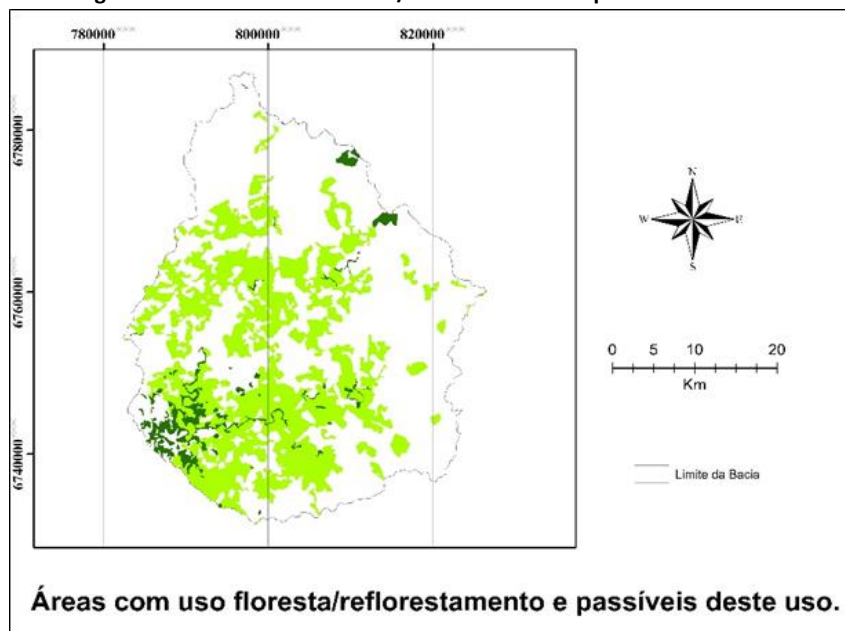 780000 800000 820000
6780000
6760000
6740000
N
W E
S
0 5 10 15 20
Km
Limite da Bacia
Áreas com uso floresta/reflorestamento e passíveis deste uso.